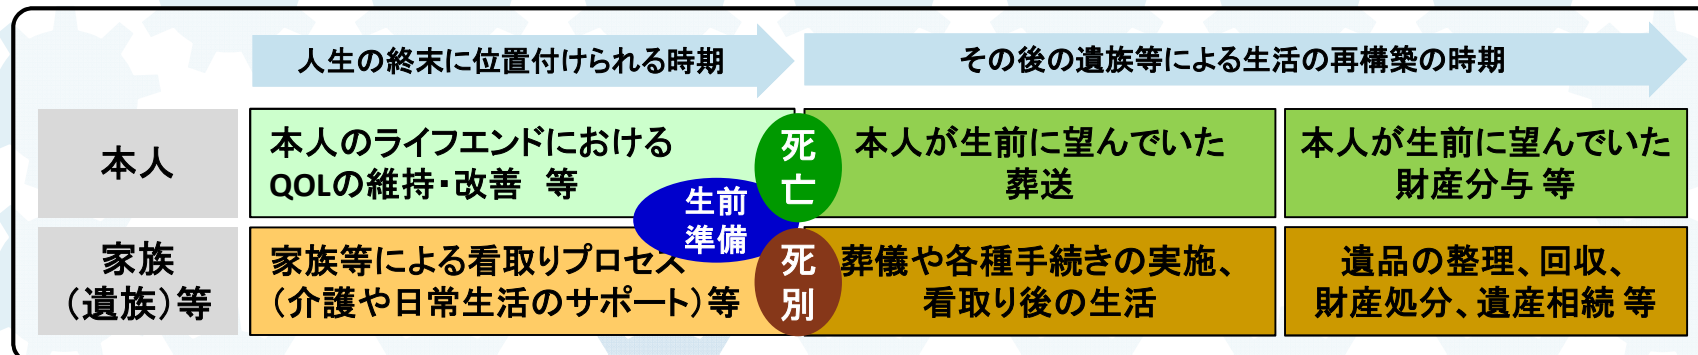 人生の終末に位置付けられる時期
その後の遺族等による生活の再構築の時期
本人
本人のライフエンドにおける
QOLの維持・改善　等
生前
準備
死
亡
本人が生前に望んでいた
葬送
本人が生前に望んでいた
財産分与 等
家族
（遺族）等
家族等による看取りプロセス
（介護や日常生活のサポート）等
死
別
葬儀や各種手続きの実施、
看取り後の生活
遺品の整理、回収、
財産処分、遺産相続 等